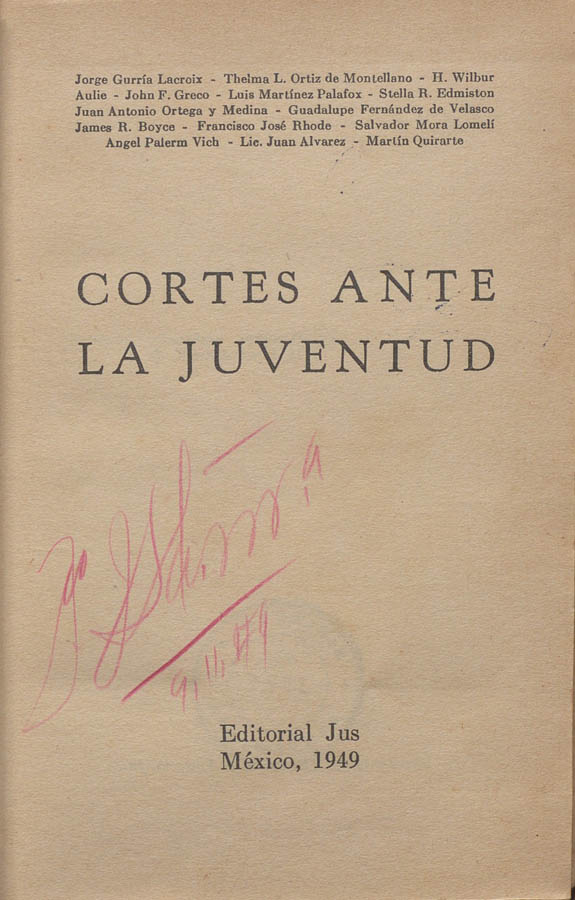 Jorge Gurría Lacroix - Thelma L. Ortiz de Montellano - H. Wilbur
Aulie - John F. Greco - Luis Martínez Palafox - Stella R. Edmiston
Juan Antonio Ortega y Medina - Guadalupe Fernández de Velasco
James R. Boyce - Francisco José Rhode - Salvador Mora Lomelí
Angel Palerm Vich - Lic. Juan Alvarez - Martín Quirarte
CORTES ANTE
LA JUVENTUD
Editorial Jus
México, 1949